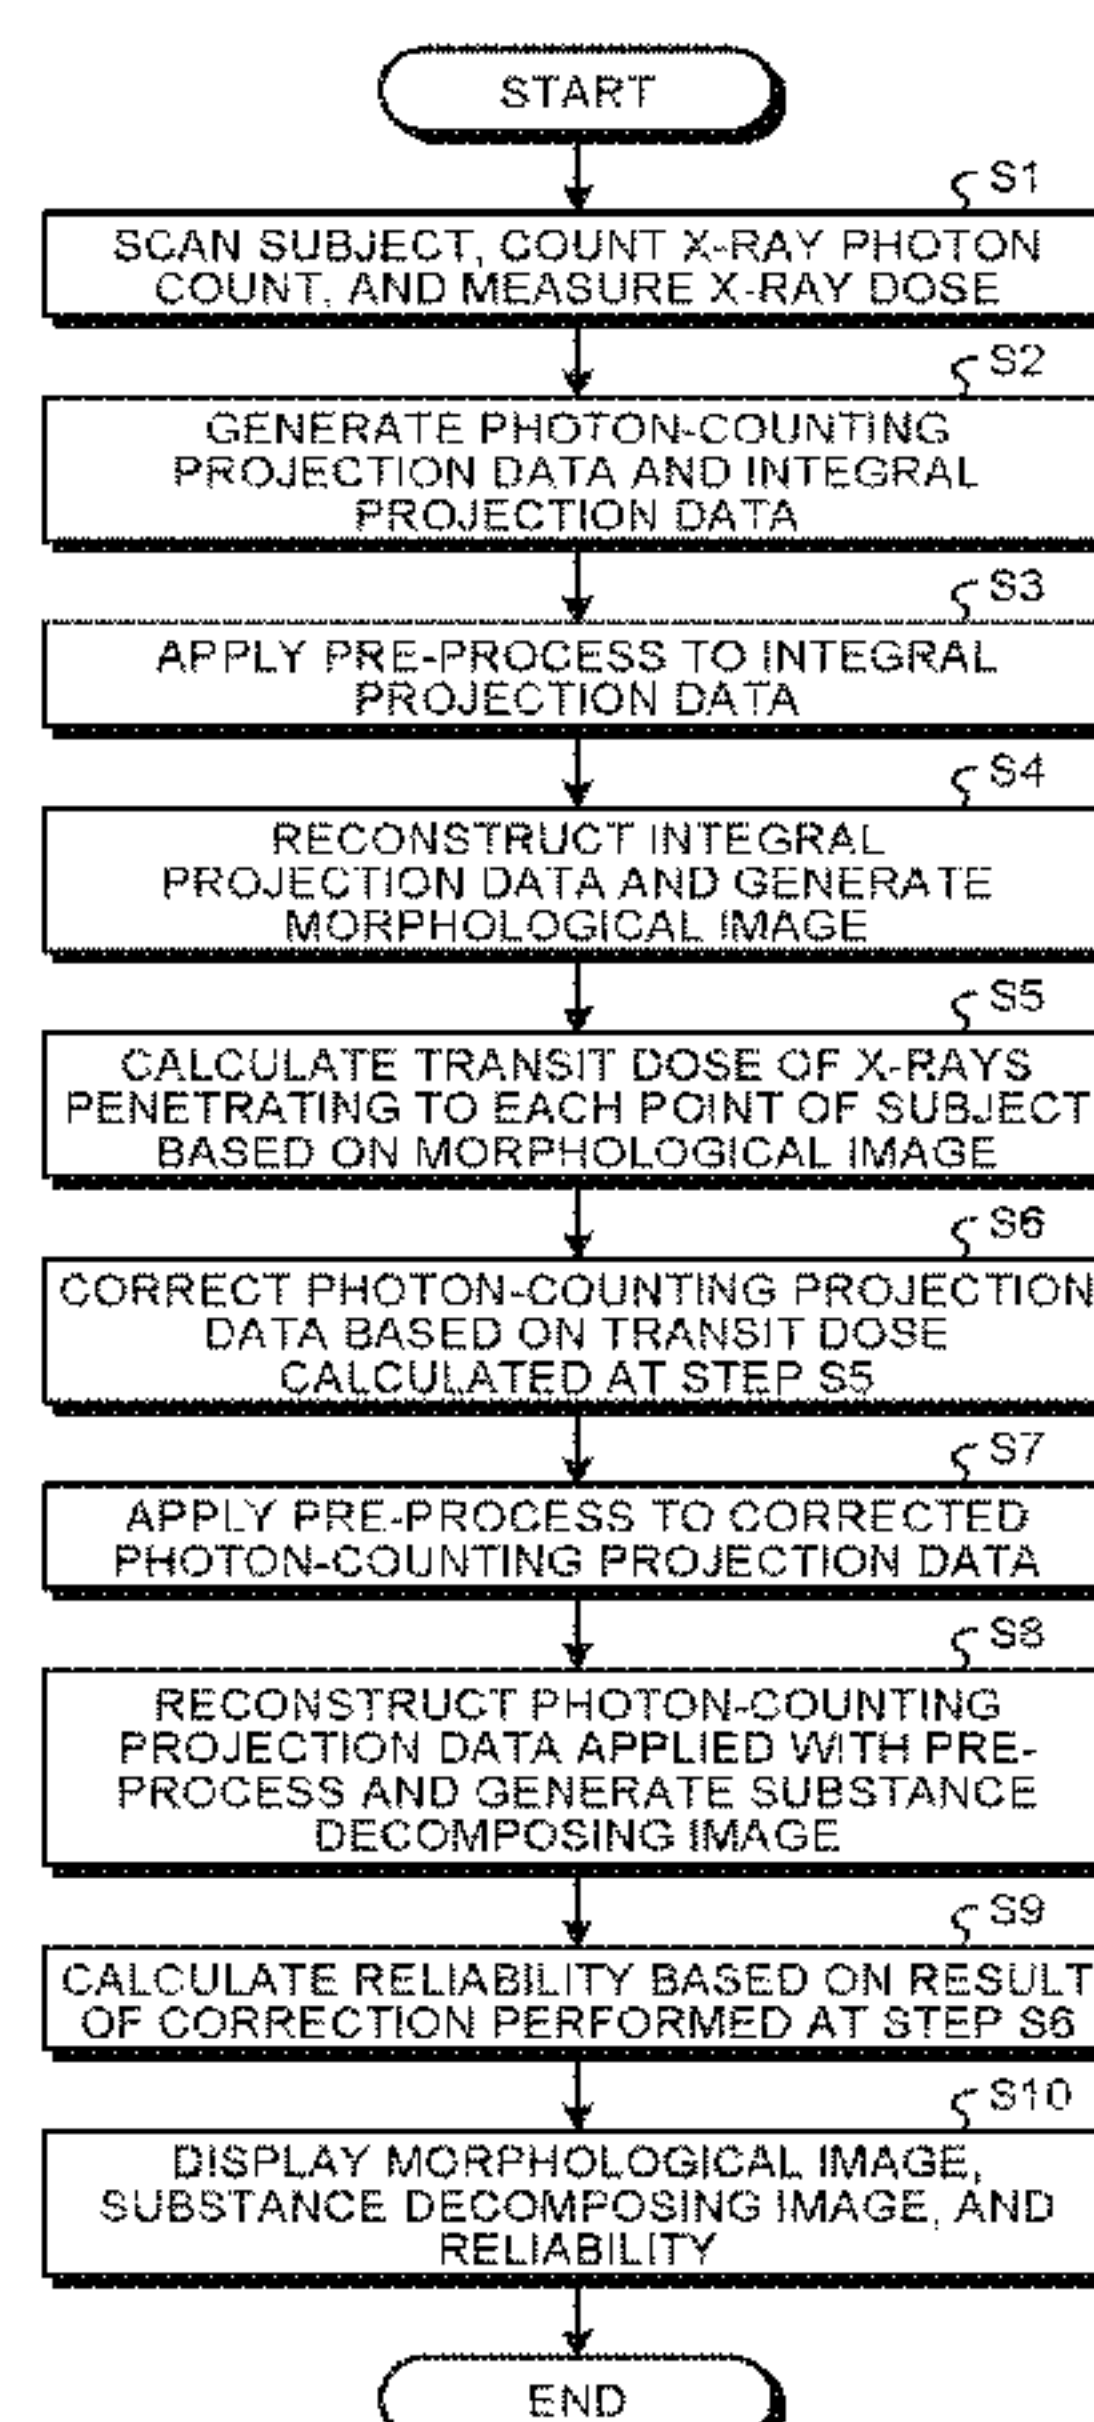 START
S1
SCAN SUBJECT, COUNT X-RAY PHOTON
COUNT, AND MEASURE X-RAY DOSE
S2
GENERATE PHOTON-COUNTING
PROJECTION DATA AND INTEGRAL
PROJECTION DATA
S3
APPLY PRE-PROCESS TO INTEGRAL
PROJECTION DATA
S4
RECONSTRUCT INTEGRAL
PROJECTION DATA AND GENERATE
MORPHOLOGICAL IMAGE
S5
CALCULATE TRANSIT DOSE OF X-RAYS
PENETRATING TO EACH POINT OF SUBJECT
BASED ON MORPHOLOGICAL IMAGE
S6
CORRECT PHOTON-COUNTING PROJECTION
DATA BASED ON TRANSIT DOSE
CALCULATED AT STEP S5
S7
APPLY PRE-PROCESS TO CORRECTED
PHOTON-COUNTING PROJECTION DATA
S8
RECONSTRUCT PHOTON-COUNTING
PROJECTION DATA APPLIED WITH PRE-
PROCESS AND GENERATE SUBSTANCE
DECOMPOSING IMAGE
S9
CALCULATE RELIABILITY BASED ON RESULT
OF CORRECTION PERFORMED AT STEP S6
S10
DISPLAY MORPHOLOGICAL IMAGE,
SUBSTANCE DECOMPOSING IMAGE, AND
RELIABILITY
END